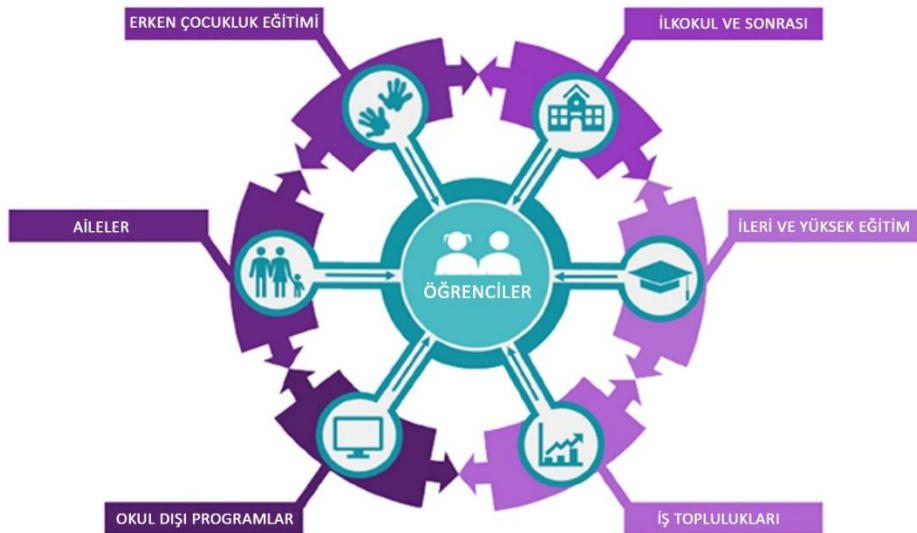 ERKEN ÇOCUKLUK EĞİTİMİ
İLKOKUL VE SONRASI
AİLELER
İLERİ VE YÜKSEK EĞİTİM
ÖĞRENCİLER
OKUL DIŞI PROGRAMLAR
İŞ TOPLULUKLARI